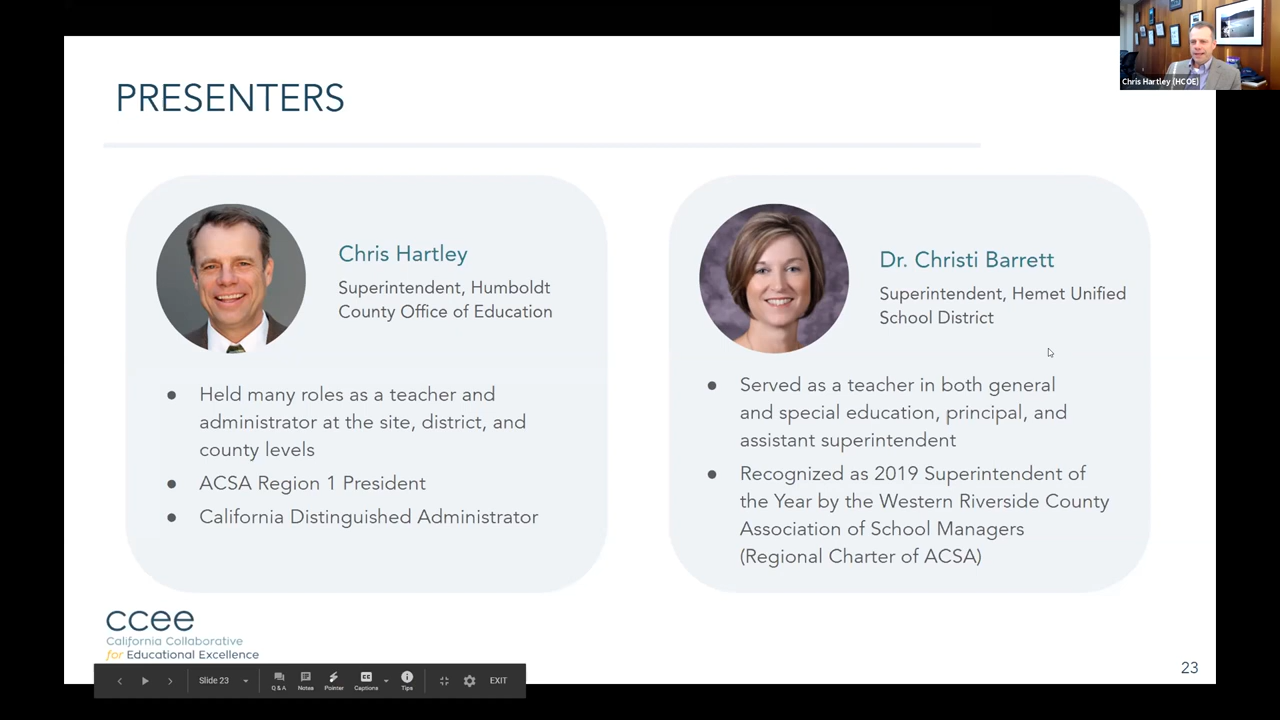 PRESENTERS
Chris Hartley (HCOE)
Chris Hartley
Superintendent, Humboldt
County Office of Education
● Held many roles as a teacher and
administrator at the site, district, and
county levels
● ACSA Region 1 President
● California Distinguished Administrator
Dr. Christi Barrett
Superintendent, Hemet Unified
School District
● Served as a teacher in both general
and special education, principal, and
assistant superintendent
● Recognized as 2019 Superintendent of
the Year by the Western Riverside County
Association of School Managers
(Regional Charter of ACSA)
ccee
California Collaborative
for Educational Excellence
23
Slide 23
Q & A
Notes
Pointer
Captions
Tips
EXIT